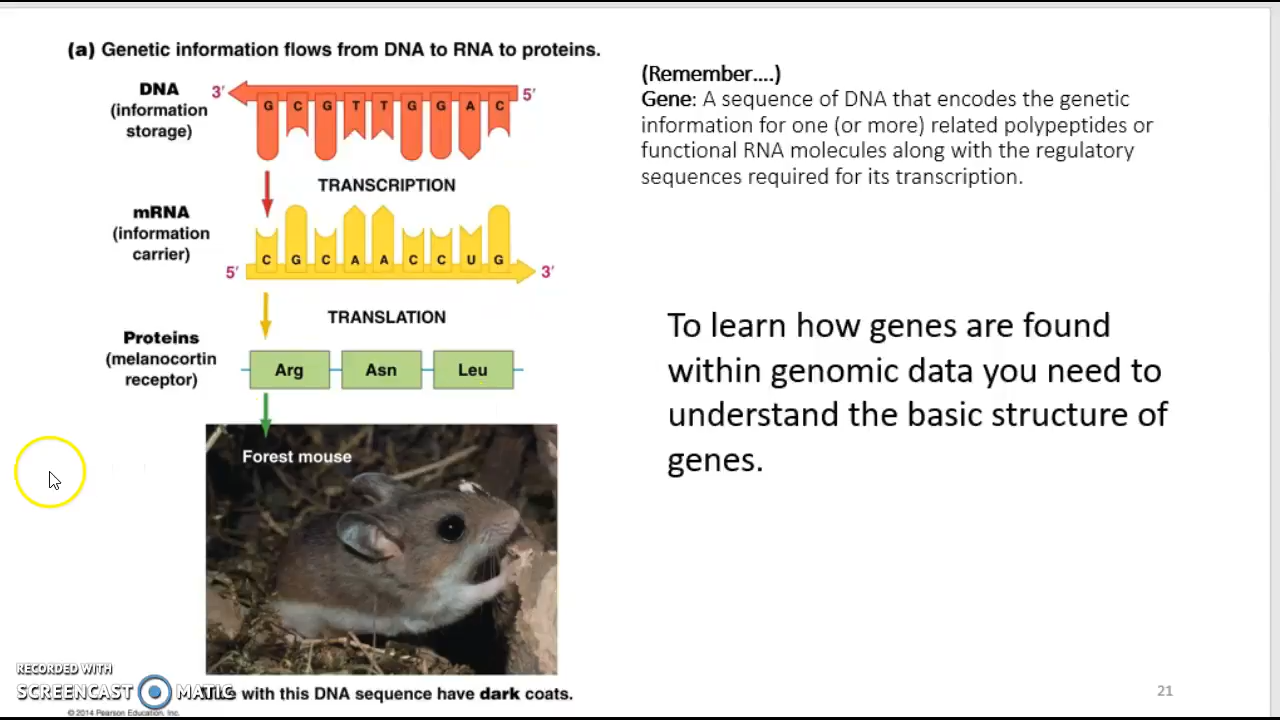 (a) Genetic information flows from DNA to RNA to proteins.
DNA
(information
storage)
3′
G C G T T G G A C
5′
TRANSCRIPTION
mRNA
(information
carrier)
C G C A A C C U G
5′
3′
TRANSLATION
Proteins
(melanocortin
receptor)
Arg
Asn
Leu
Forest mouse
with this DNA sequence have dark coats.
© 2014 Pearson Education, Inc.
(Remember....)
Gene: A sequence of DNA that encodes the genetic
information for one (or more) related polypeptides or
functional RNA molecules along with the regulatory
sequences required for its transcription.
To learn how genes are found
within genomic data you need to
understand the basic structure of
genes.
21
RECORDED WITH
SCREENCAST MATIC